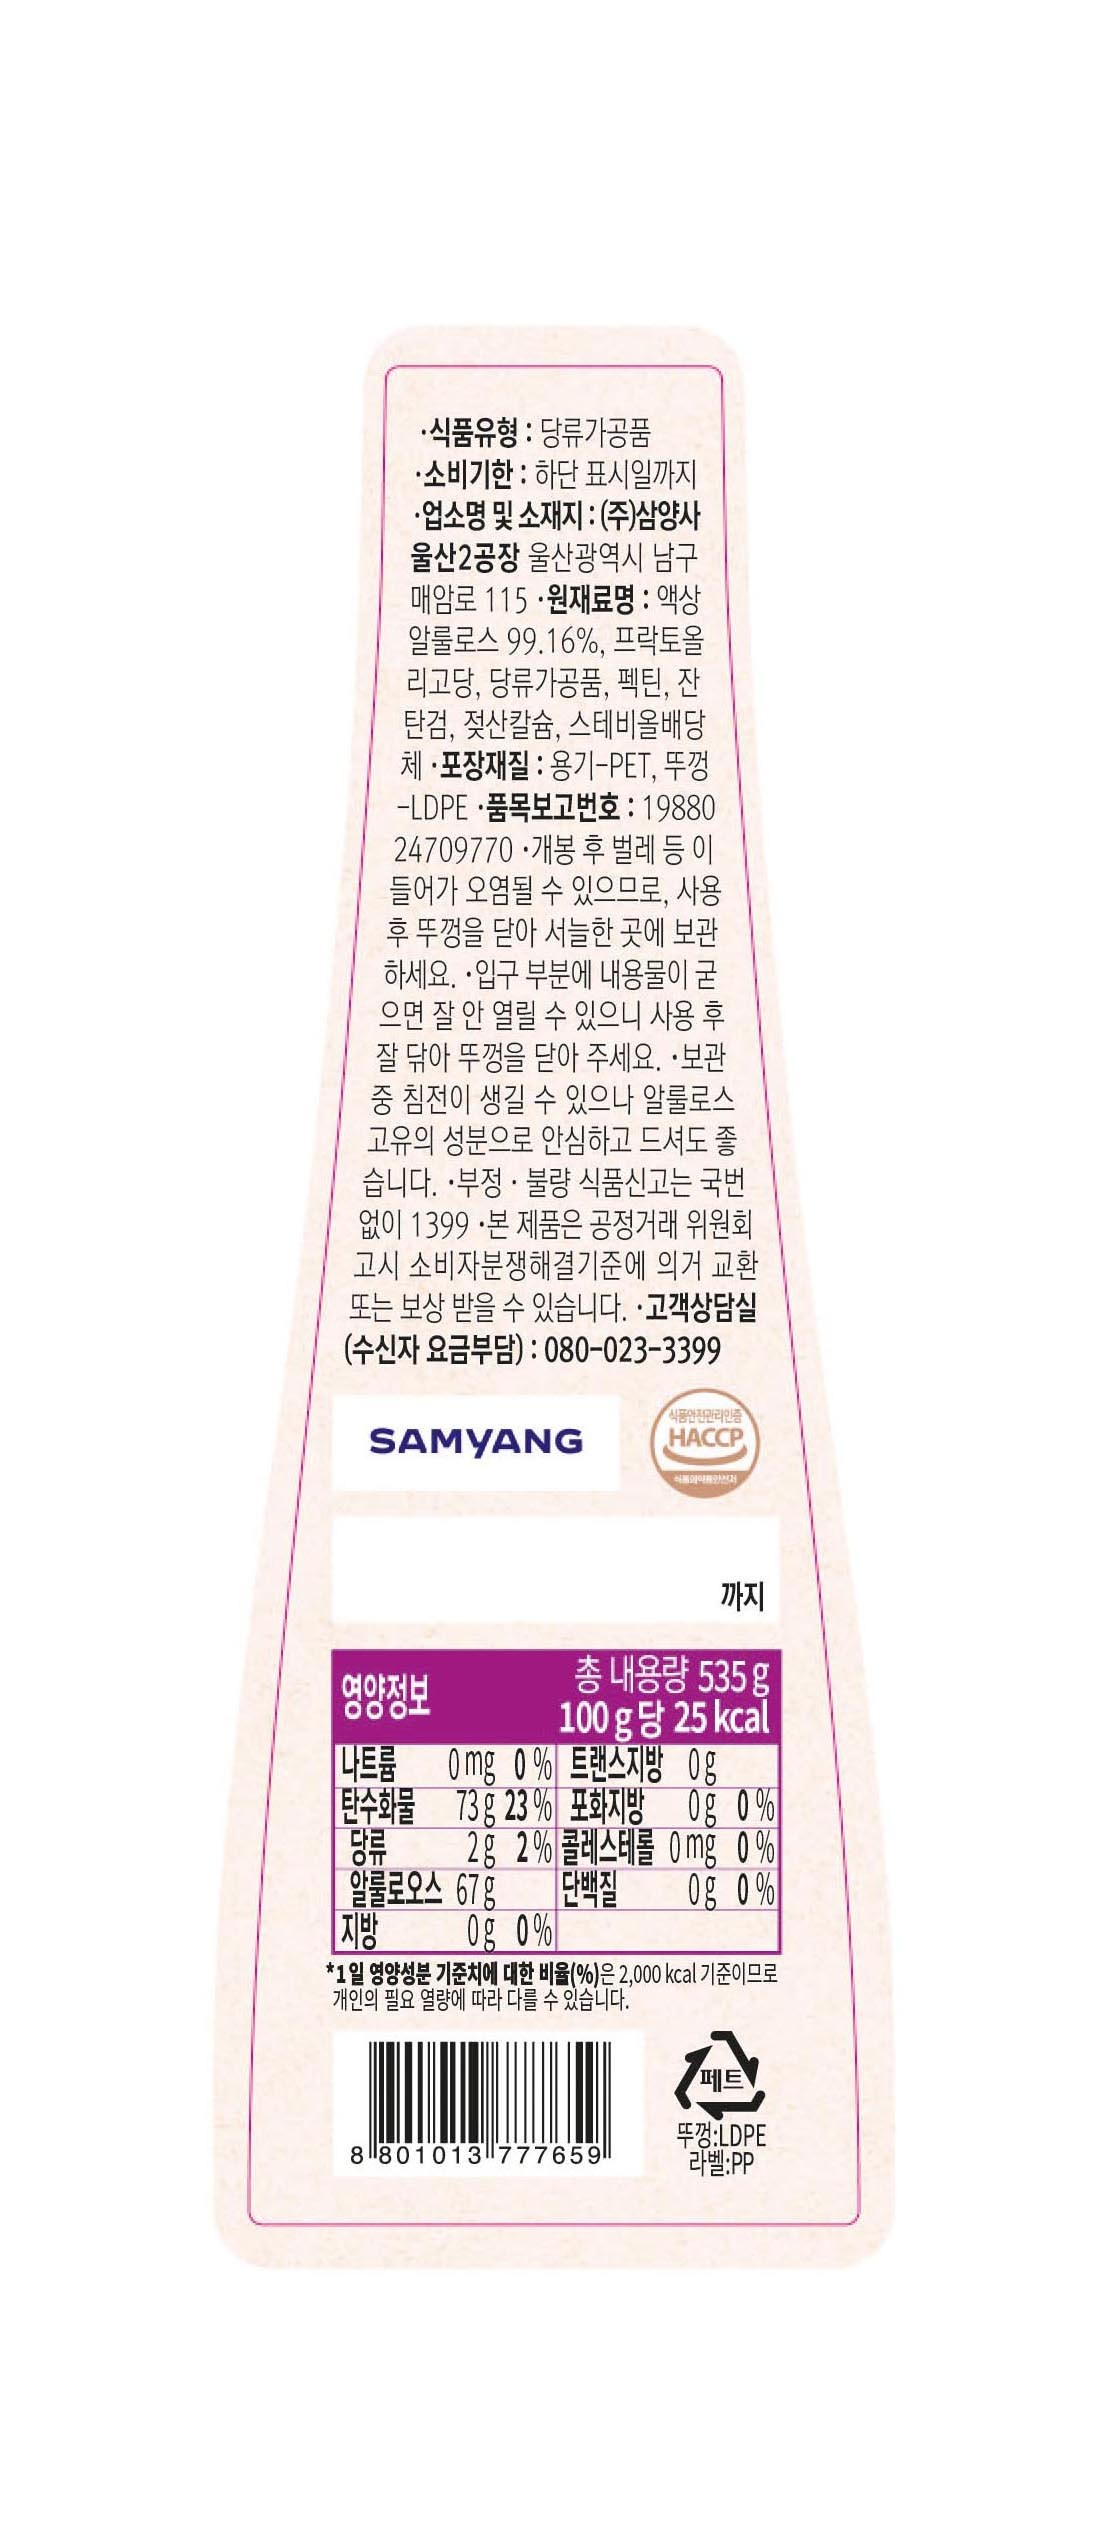 ·식품유형 : 당류가공품
·소비기한 : 하단 표시일까지
·업소명 및 소재지 : (주)삼양사
울산2공장 울산광역시 남구
매암로 115 ·원재료명 : 액상
알룰로스 99.16%, 프락토올
리고당, 당류가공품, 펙틴, 잔
탄검, 젖산칼슘, 스테비올배당
체 ·포장재질 : 용기-PET, 뚜껑
-LDPE ·품목보고번호 : 19880
24709770 ·개봉 후 벌레 등 이
들어가 오염될 수 있으므로, 사용
후 뚜껑을 닫아 서늘한 곳에 보관
하세요. ·입구 부분에 내용물이 굳
으면 잘 안 열릴 수 있으니 사용 후
잘 닦아 뚜껑을 닫아 주세요. ·보관
중 침전이 생길 수 있으나 알룰로스
고유의 성분으로 안심하고 드셔도 좋
습니다. ·부정 · 불량 식품신고는 국번
없이 1399 ·본 제품은 공정거래 위원회
고시 소비자분쟁해결기준에 의거 교환
또는 보상 받을 수 있습니다. ·고객상담실
(수신자 요금부담) : 080-023-3399
SAMYANG
식품안전관리인증
HACCP
식품의약품안전처
까지
영양정보
총 내용량 535 g
100 g당 25 kcal
나트륨 0 mg 0 % 트랜스지방 0 g
탄수화물 73 g 23 % 포화지방 0 g 0 %
당류 2 g 2 % 콜레스테롤 0 mg 0 %
알룰로오스 67 g 단백질 0 g 0 %
지방 0 g 0 %
*1일 영양성분 기준치에 대한 비율(%)은 2,000 kcal 기준이므로
개인의 필요 열량에 따라 다를 수 있습니다.
8 801013 777659
페트
뚜껑:LDPE
라벨:PP